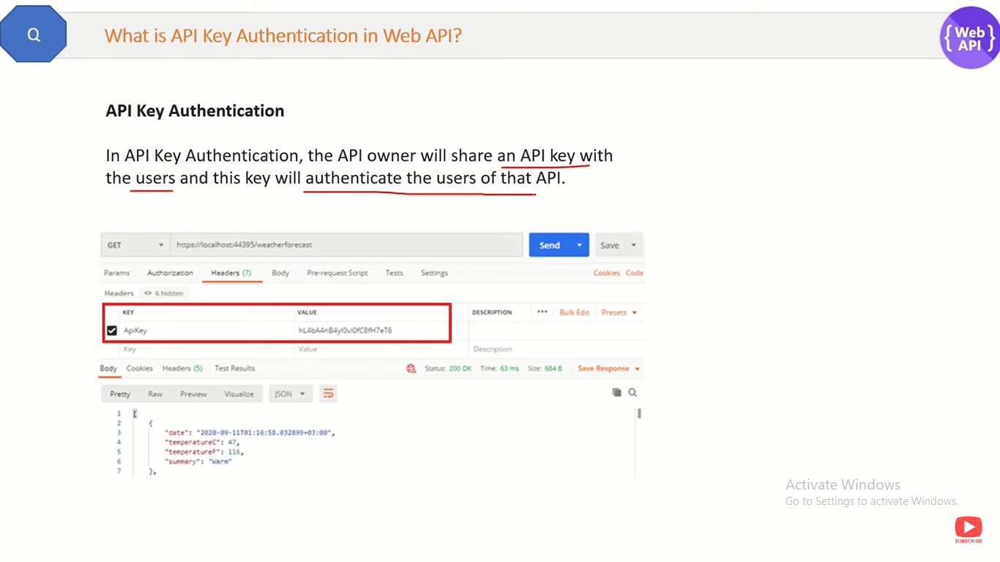 Q
What is API Key Authentication in Web API?
{Web API}
API Key Authentication
In API Key Authentication, the API owner will share an API key with
the users and this key will authenticate the users of that API.
GET https://localhost:44395/weatherforecast Send Save
Params Authorization Headers (7) Body Pre-request Script Tests Settings Cookies Code
Headers 6 hidden
KEY VALUE DESCRIPTION ••• Bulk Edit Presets
ApiKey
Key Value Description
Body Cookies Headers (5) Test Results Status: 200 OK Time: 63 ms Size: 684 B Save Response
Pretty Raw Preview Visualize JSON
1 [
2 {
3 "date": "2020-09-11T01:16:58.032899+03:00",
4 "temperatureC": 47,
5 "temperatureF": 116,
6 "summary": "Warm"
7 },
Activate Windows
Go to Settings to activate Windows.
SUBSCRIBE